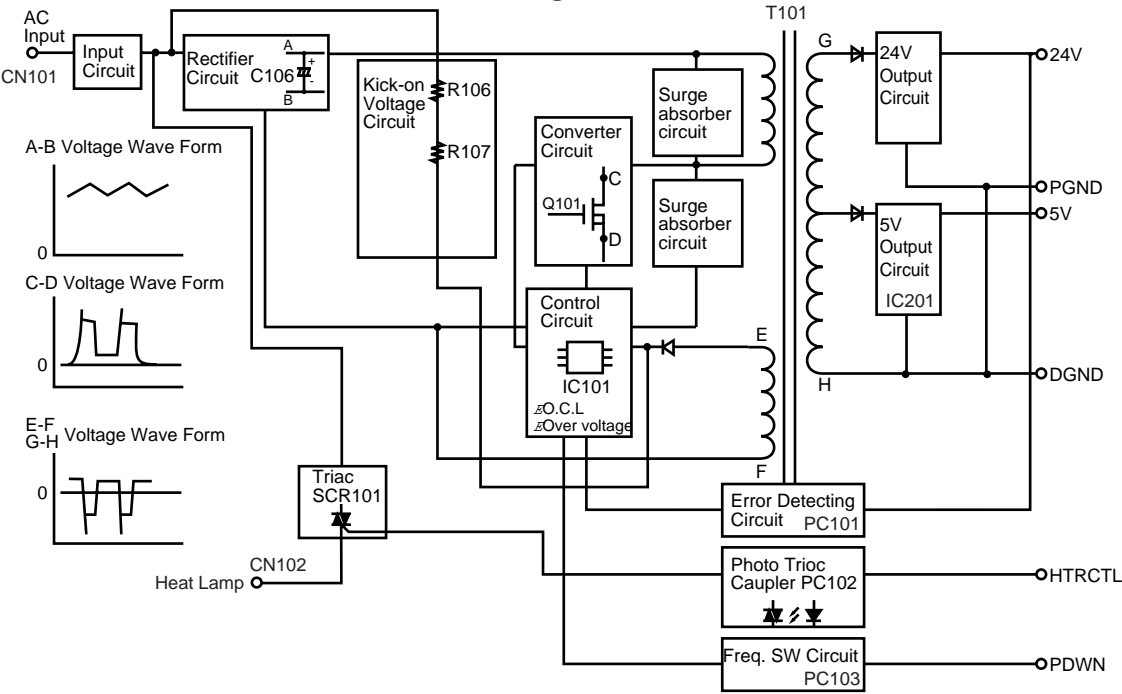 T101
AC
Input
CN101
Input
Circuit
Rectifier
Circuit
C106
A
+
-
B
Kick-on
Voltage
Circuit
R106
R107
Converter
Circuit
Q101
C
D
Surge
absorber
circuit
Surge
absorber
circuit
G
24V
Output
Circuit
24V
PGND
5V
5V
Output
Circuit
IC201
DGND
H
A-B Voltage Wave Form
0
C-D Voltage Wave Form
0
E-F
G-H
Voltage Wave Form
0
Control
Circuit
IC101
O.C.L
Over voltage
E
F
Triac
SCR101
CN102
Heat Lamp
Error Detecting
Circuit
PC101
Photo Trioc
Caupler PC102
HTRCTL
Freq. SW Circuit
PC103
PDWN